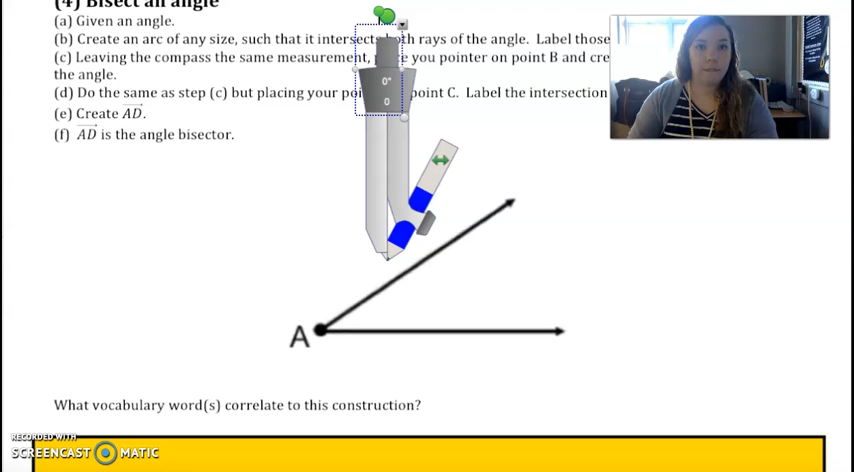 (4) Bisect an angle
(a) Given an angle.
(b) Create an arc of any size, such that it intersects both rays of the angle. Label those
(c) Leaving the compass the same measurement, you pointer on point B and cre
the angle.
(d) Do the same as step (c) but placing your point C. Label the intersection
(e) Create AD.
(f) AD is the angle bisector.
0°
0
A
What vocabulary word(s) correlate to this construction?
RECORDED WITH
SCREENCAST MATIC